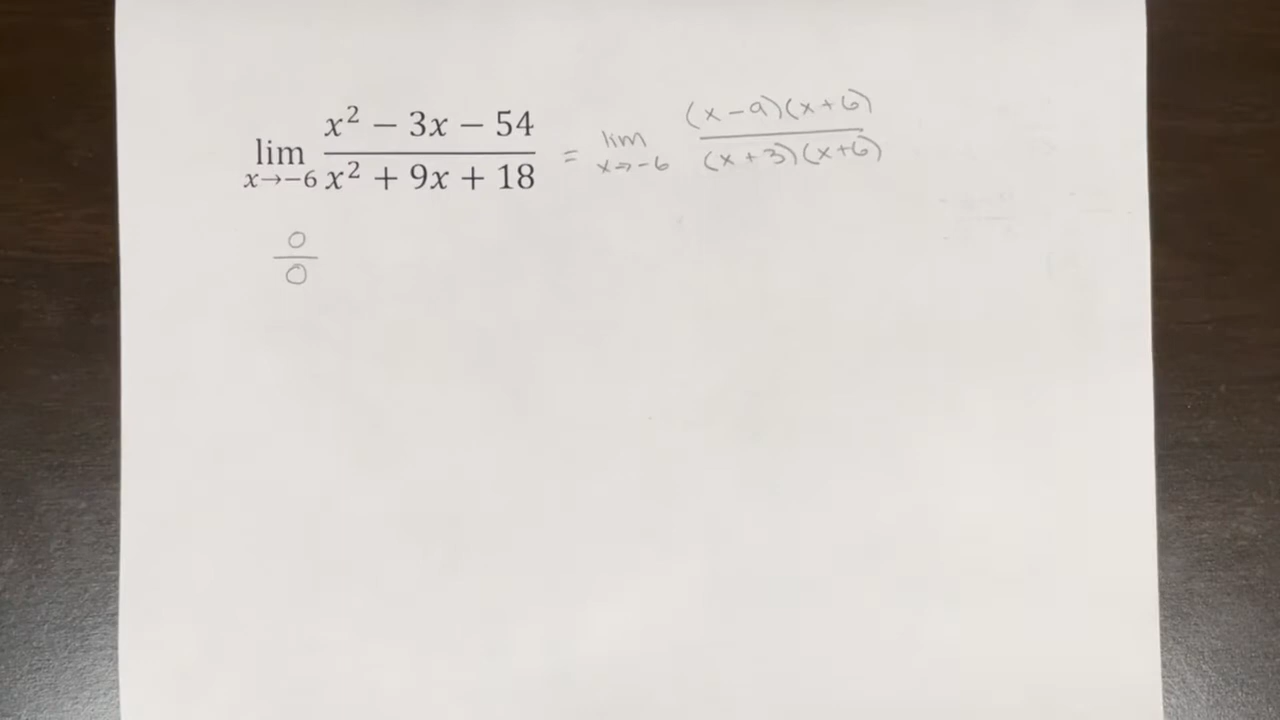 lim x→−6 x² − 3x − 54 / x² + 9x + 18 = lim x→−6 (x−9)(x+6) / (x+3)(x+6)
0/0